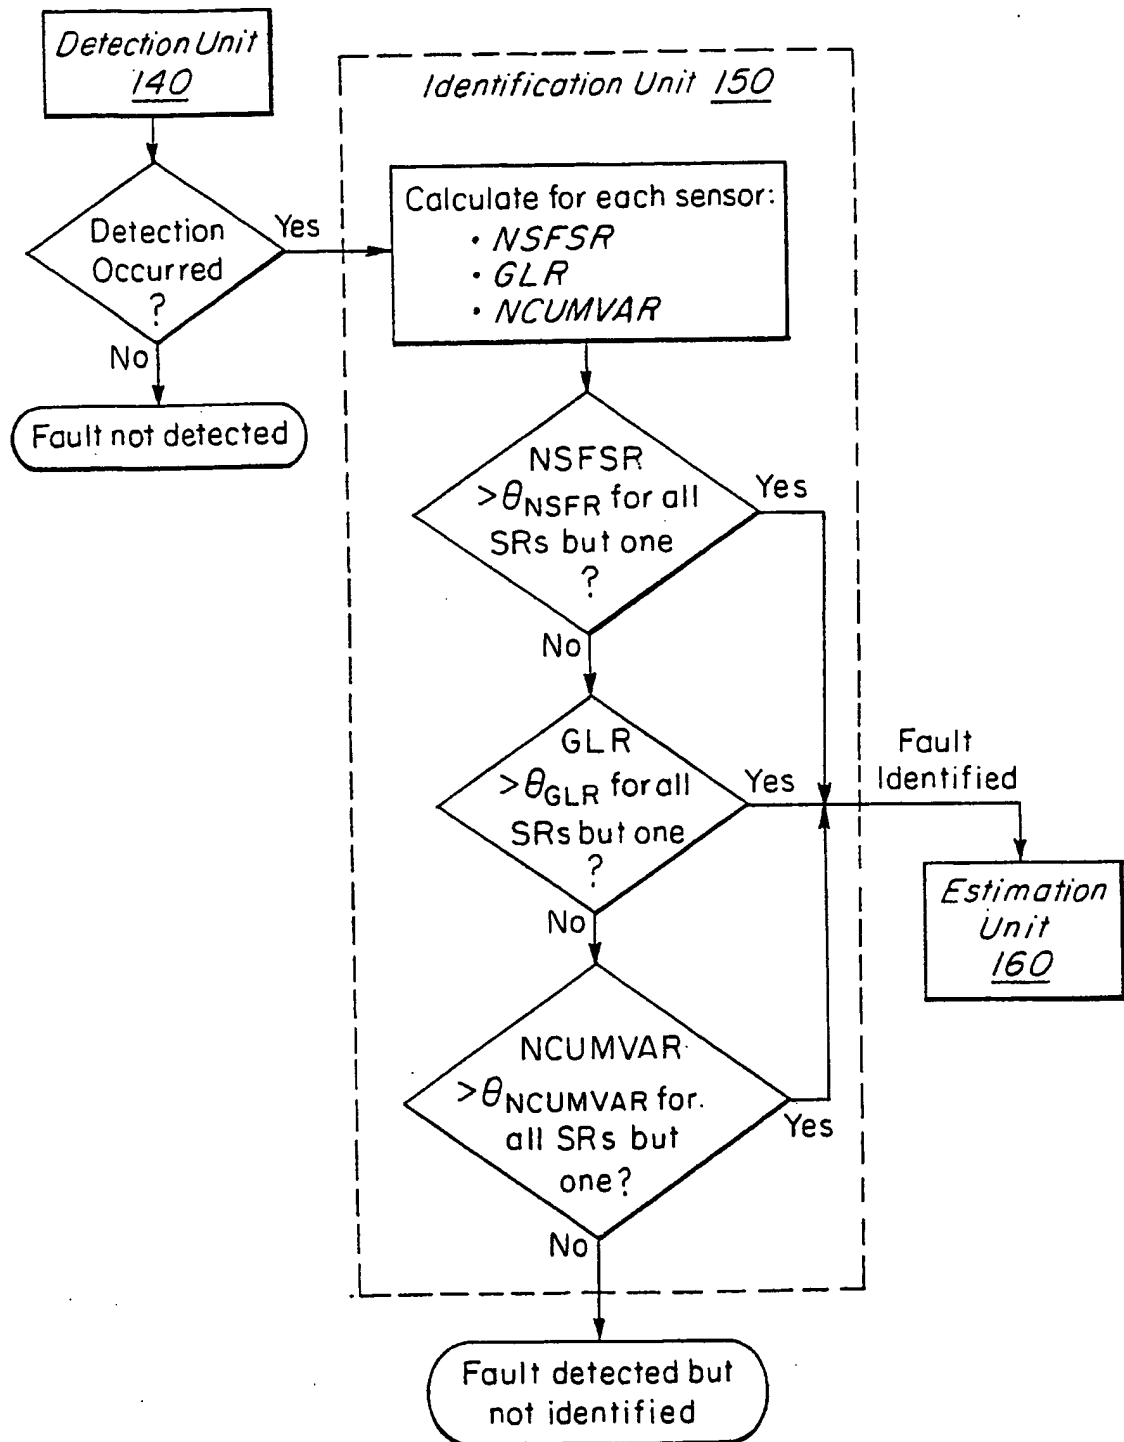 Detection Unit
140
Identification Unit 150
Detection
Occurred
?
Yes
No
Fault not detected
Calculate for each sensor:
· NSFSR
· GLR
· NCUMVAR
NSFSR
>θNSFR for all
SRs but one
?
Yes
No
GLR
>θGLR for all
SRs but one
?
Yes
No
Fault
Identified
Estimation
Unit
160
NCUMVAR
>θNCUMVAR for.
all SRs but
one?
Yes
No
Fault detected but
not identified